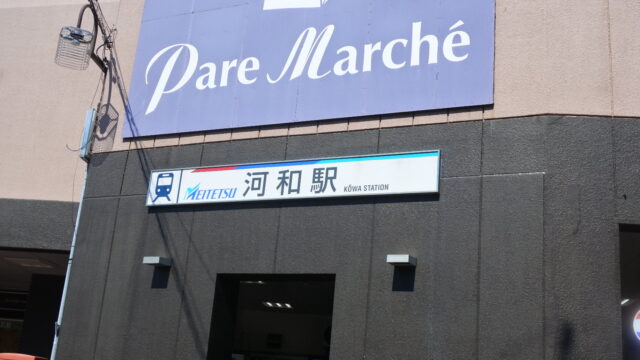 Pare Marché
MEITETSU 河和駅 KŌWA STATION